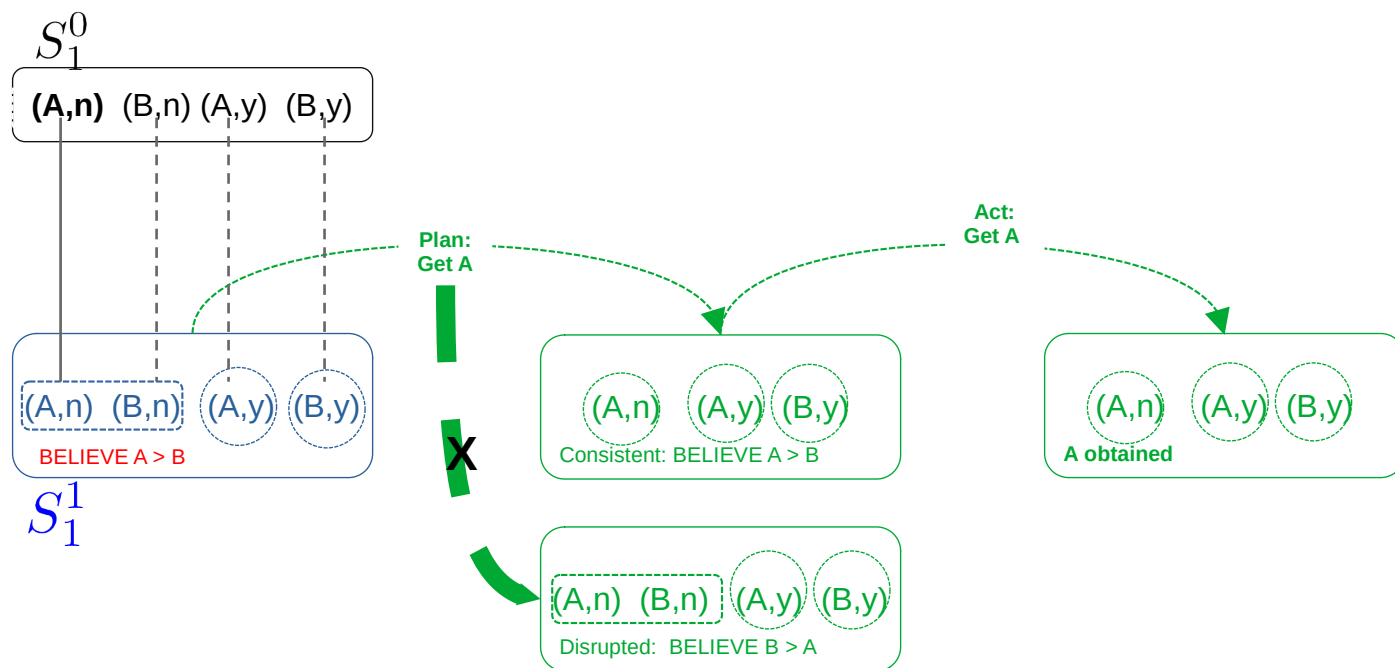 S_1^0
(A,n) (B,n) (A,y) (B,y)
Plan:
Get A
Act:
Get A
(A,n) (B,n) (A,y) (B,y)
BELIEVE A > B
S_1^1
X
(A,n) (A,y) (B,y)
Consistent: BELIEVE A > B
(A,n) (A,y) (B,y)
A obtained
(A,n) (B,n) (A,y) (B,y)
Disrupted: BELIEVE B > A